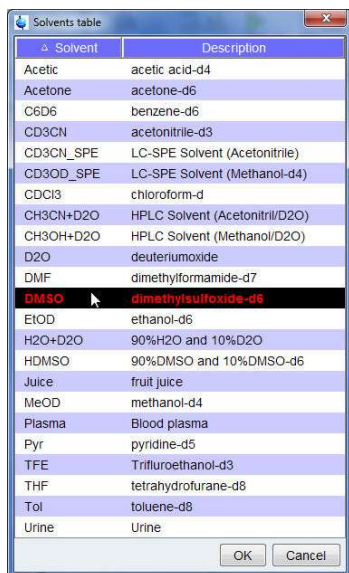 Solvents table
Solvent Description
Acetic acetic acid-d4
Acetone acetone-d6
C6D6 benzene-d6
CD3CN acetonitrile-d3
CD3CN_SPE LC-SPE Solvent (Acetonitrile)
CD3OD_SPE LC-SPE Solvent (Methanol-d4)
CDCl3 chloroform-d
CH3CN+D2O HPLC Solvent (Acetonitril/D2O)
CH3OH+D2O HPLC Solvent (Methanol/D2O)
D2O deuteriumoxide
DMF dimethylformamide-d7
DMSO dimethylsulfoxide-d6
EtOD ethanol-d6
H2O+D2O 90%H2O and 10%D2O
HDMSO 90%DMSO and 10%DMSO-d6
Juice fruit juice
MeOD methanol-d4
Plasma Blood plasma
Pyr pyridine-d5
TFE Trifluroethanol-d3
THF tetrahydrofurane-d8
Tol toluene-d8
Urine Urine
OK Cancel